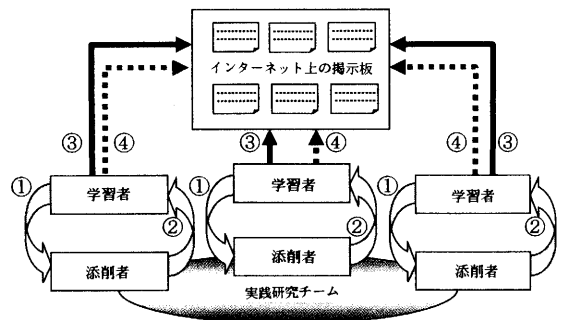 インターネット上の掲示板
③ ④ ③ ④ ④ ③
① 学習者 ① 学習者 ① 学習者
② ② ②
添削者 添削者 添削者
実践研究チーム